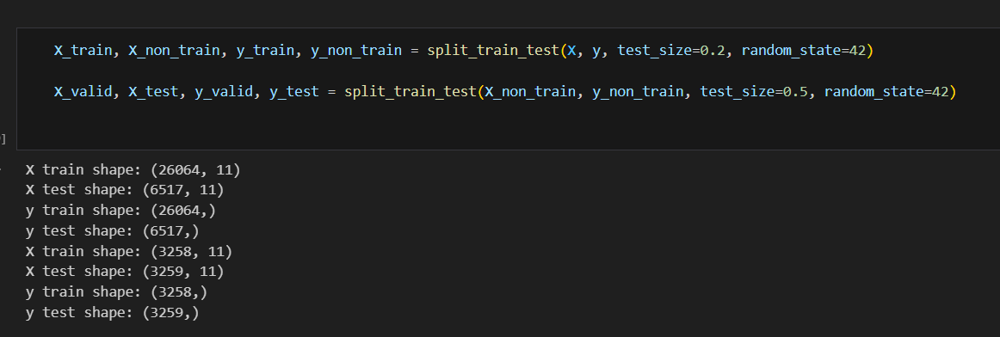 X_train, X_non_train, y_train, y_non_train = split_train_test(X, y, test_size=0.2, random_state=42)
X_valid, X_test, y_valid, y_test = split_train_test(X_non_train, y_non_train, test_size=0.5, random_state=42)
]
X train shape: (26064, 11)
X test shape: (6517, 11)
y train shape: (26064,)
y test shape: (6517,)
X train shape: (3258, 11)
X test shape: (3259, 11)
y train shape: (3258,)
y test shape: (3259,)